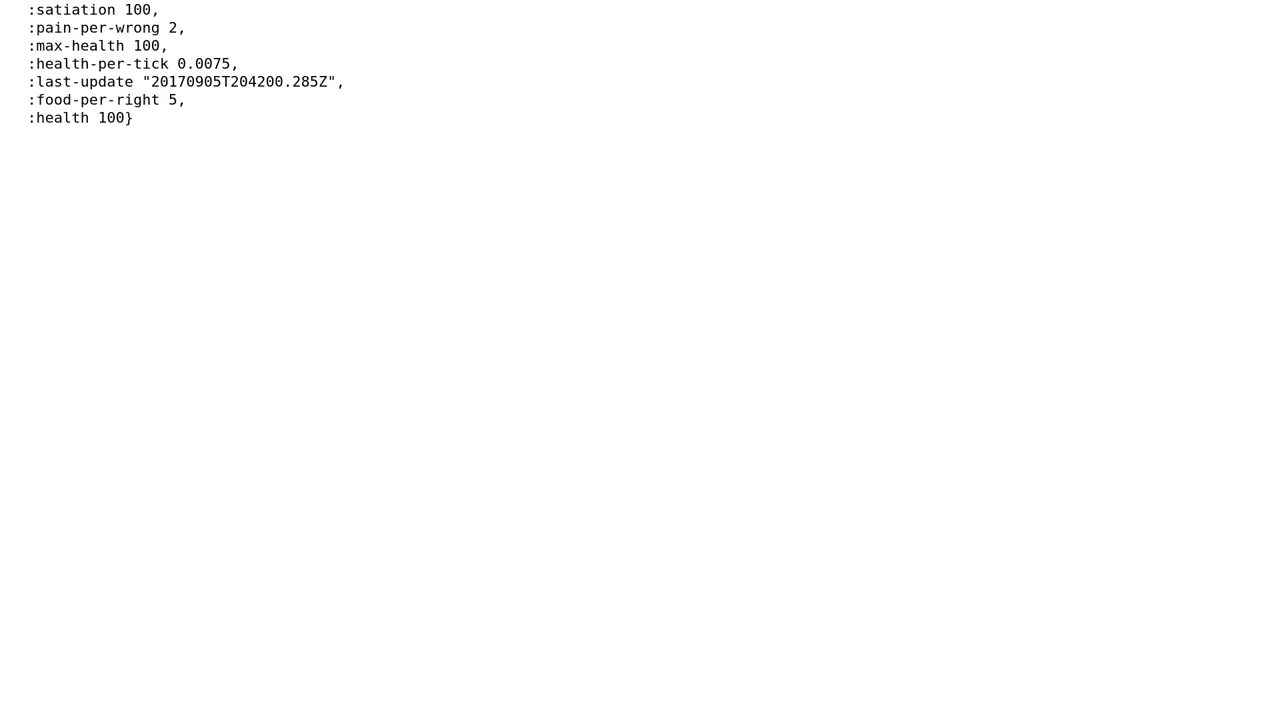 :satiation 100,
:pain-per-wrong 2,
:max-health 100,
:health-per-tick 0.0075,
:last-update "20170905T204200.285Z",
:food-per-right 5,
:health 100}